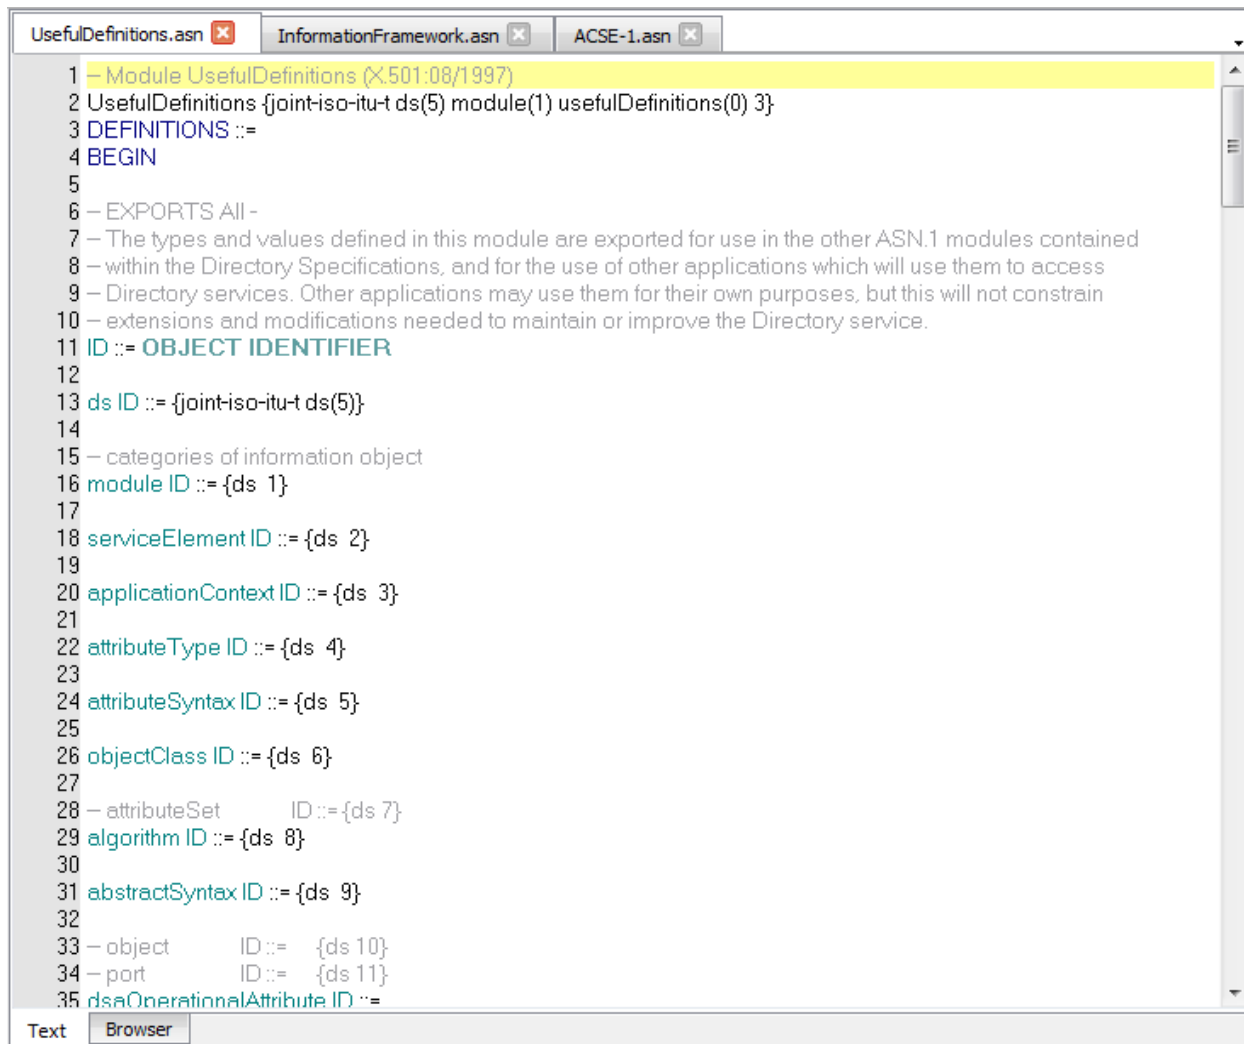 UsefulDefinitions.asn InformationFramework.asn ACSE-1.asn
1 -- Module UsefulDefinitions (X.501:08/1997)
2 UsefulDefinitions {joint-iso-itu-t ds(5) module(1) usefulDefinitions(0) 3}
3 DEFINITIONS ::=
4 BEGIN
5
6 -- EXPORTS All -
7 -- The types and values defined in this module are exported for use in the other ASN.1 modules contained
8 -- within the Directory Specifications, and for the use of other applications which will use them to access
9 -- Directory services. Other applications may use them for their own purposes, but this will not constrain
10 -- extensions and modifications needed to maintain or improve the Directory service.
11 ID ::= OBJECT IDENTIFIER
12
13 ds ID ::= {joint-iso-itu-t ds(5)}
14
15 -- categories of information object
16 module ID ::= {ds 1}
17
18 serviceElement ID ::= {ds 2}
19
20 applicationContext ID ::= {ds 3}
21
22 attributeType ID ::= {ds 4}
23
24 attributeSyntax ID ::= {ds 5}
25
26 objectClass ID ::= {ds 6}
27
28 -- attributeSet ID ::= {ds 7}
29 algorithm ID ::= {ds 8}
30
31 abstractSyntax ID ::= {ds 9}
32
33 -- object ID ::= {ds 10}
34 -- port ID ::= {ds 11}
35 dsaOperationalAttribute ID ::=
Text Browser